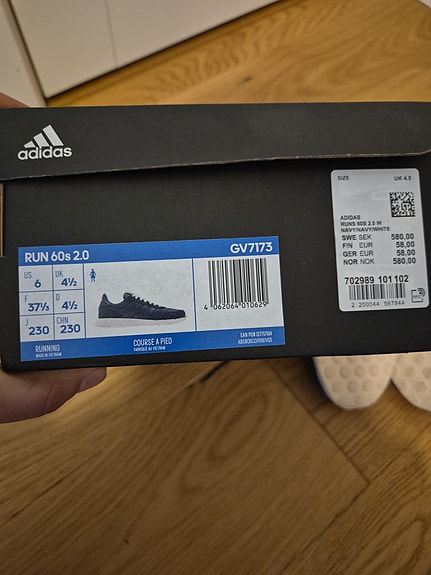 adidas
RUN 60s 2.0
GV7173
US
6
UK
4½
F
37⅓
D
4½
J
230
CHN
230
4 062064 010629
RUNNING
MADE IN VIETNAM
COURSE A PIED
FABRIQUE AU VIETNAM
SIZE
UK 4.5
ADIDAS
RUNS 60S 2.0 W
NAVY/NAVY/WHITE
SWE SEK 580,00
FIN EUR 58,00
GER EUR 58,00
NOR NOK 580,00
702989 101 102
2 200044 567844